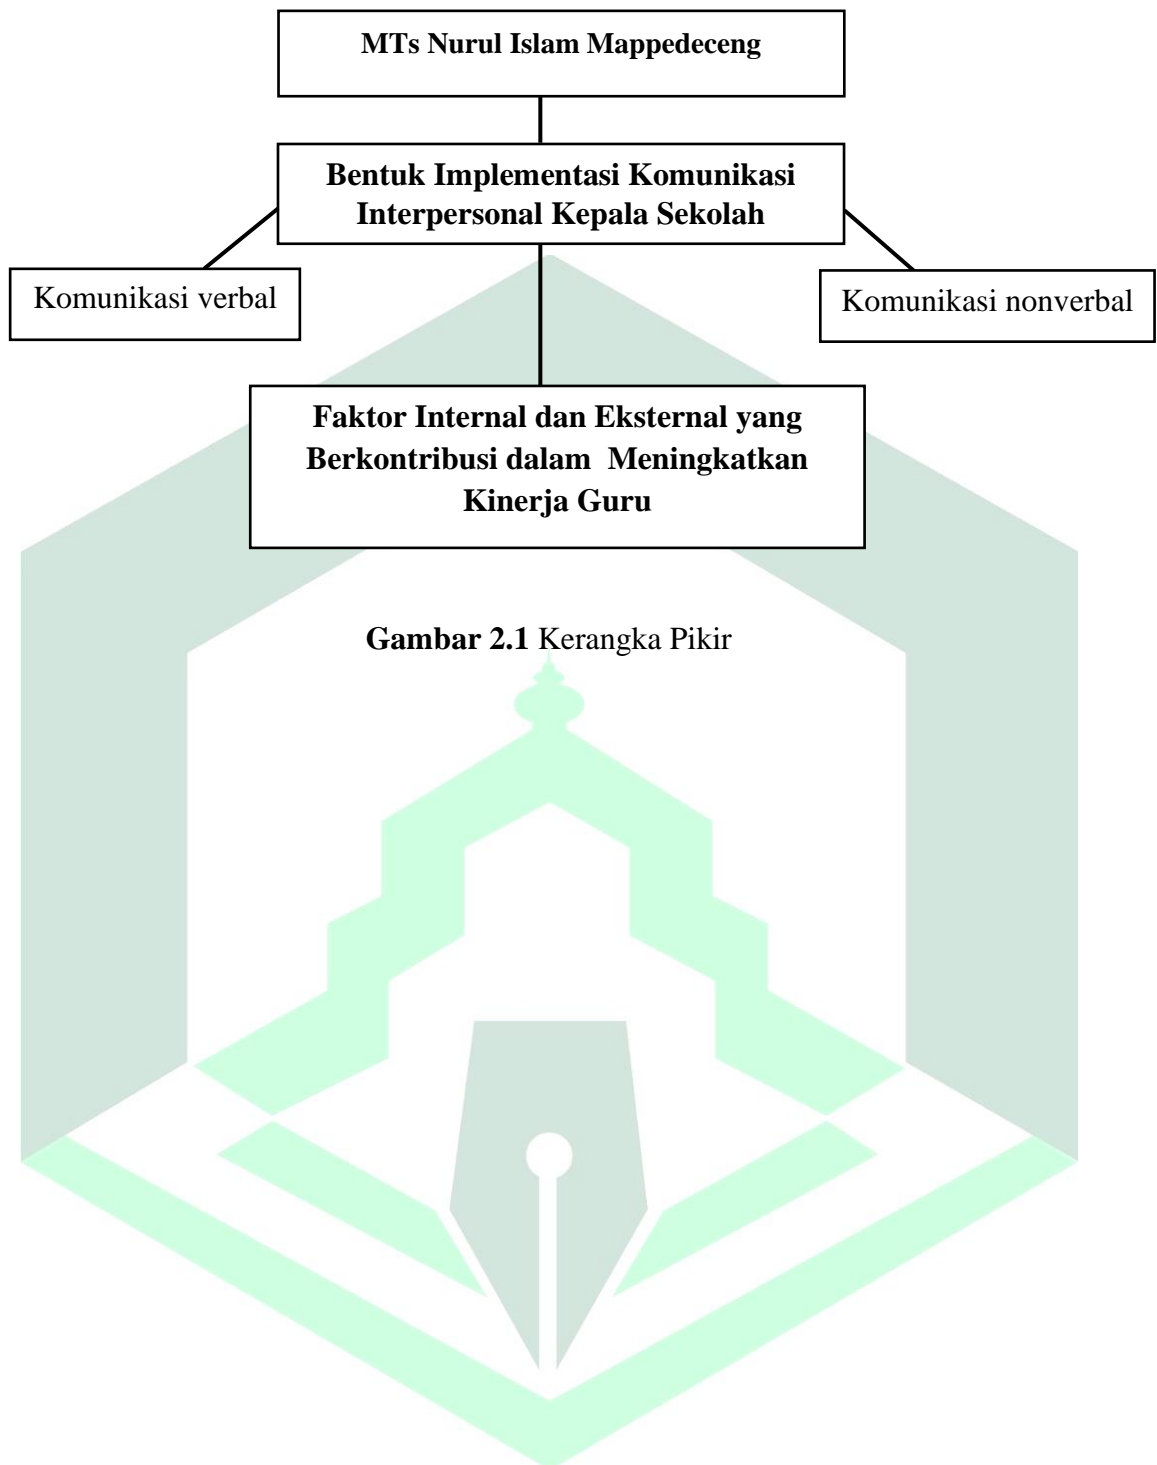 MTs Nurul Islam Mappedeceng
Bentuk Implementasi Komunikasi
Interpersonal Kepala Sekolah
Komunikasi verbal
Komunikasi nonverbal
Faktor Internal dan Eksternal yang
Berkontribusi dalam Meningkatkan
Kinerja Guru
Gambar 2.1 Kerangka Pikir